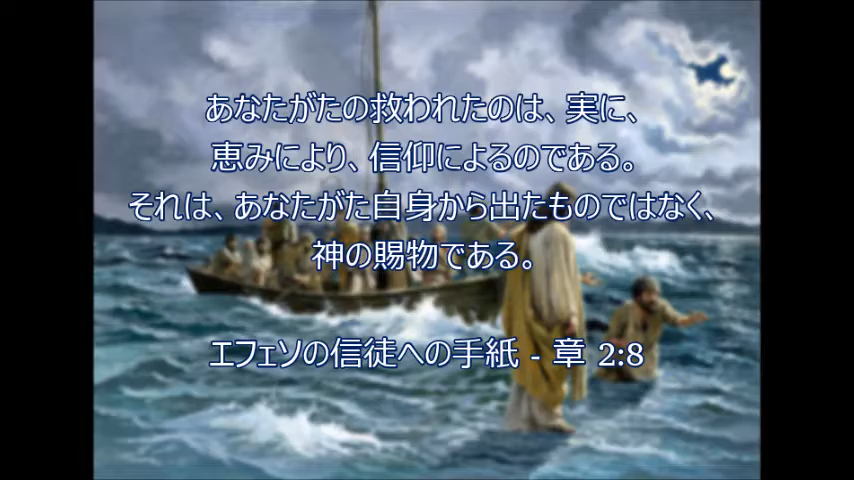 あなたがたの救われたのは、実に、
恵みにより、信仰によるのである。
それは、あなたがた自身から出たものではなく、
神の賜物である。
エフェソの信徒への手紙 - 章 2:8